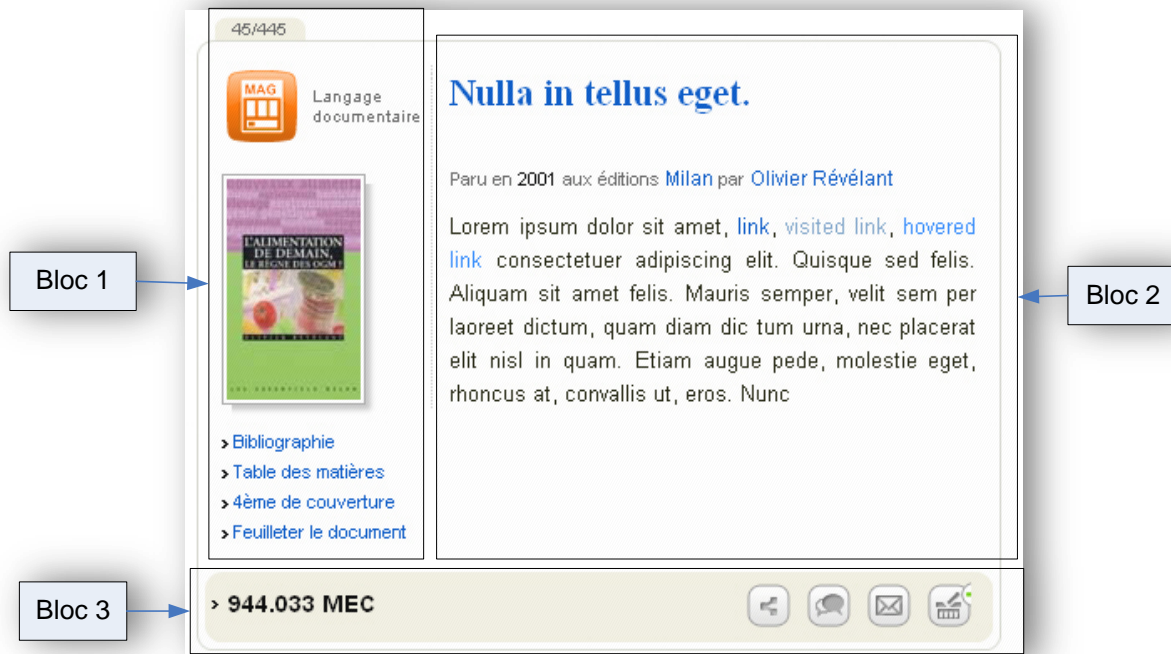 45/445
MAG
Langage
documentaire
L'ALIMENTATION
DE DEMAIN,
LE RÈGNE DES OGM ?
Bibliographie
Table des matières
4ème de couverture
Feuilleter le document
Nulla in tellus eget.
Paru en 2001 aux éditions Milan par Olivier Révélant
Lorem ipsum dolor sit amet, link, visited link, hovered
link consectetuer adipiscing elit. Quisque sed felis.
Aliquam sit amet felis. Mauris semper, velit sem per
laoreet dictum, quam diam dic tum urna, nec placerat
elit nisl in quam. Etiam augue pede, molestie eget,
rhoncus at, convallis ut, eros. Nunc
944.033 MEC
Bloc 1
Bloc 2
Bloc 3